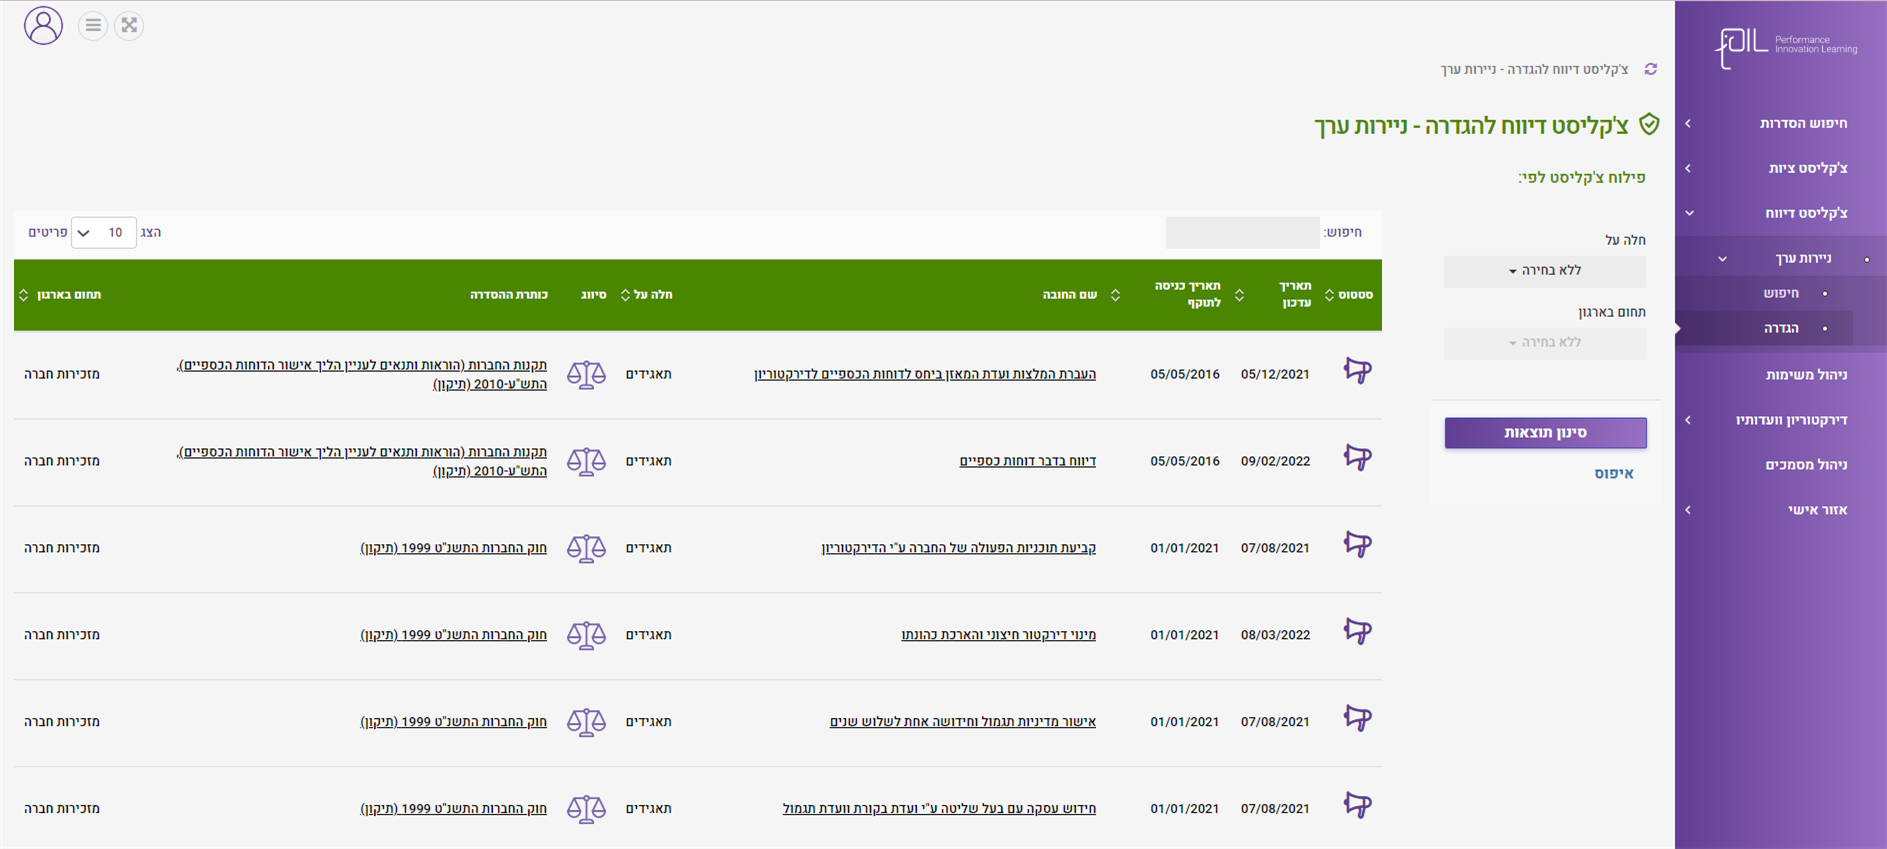 foil Performance
Innovation Learning
חיפוש הסדרות
צ'קליסט ציות
צ'קליסט דיווח
ניירות ערך
חיפוש
הגדרה
ניהול משימות
דירקטוריון וועדותיו
ניהול מסמכים
אזור אישי
צ'קליסט דיווח להגדרה - ניירות ערך
צ'קליסט דיווח להגדרה - ניירות ערך
פילוח צ'קליסט לפי:
חלה על
ללא בחירה
תחום בארגון
ללא בחירה
סינון תוצאות
איפוס
חיפוש: הצג 10 פריטים
סטטוס תאריך עדכון תאריך כניסה לתוקף שם החובה חלה על סיווג כותרת ההסדרה תחום בארגון
05/12/2021 05/05/2016 העברת המלצות ועדת המאזן ביחס לדוחות הכספיים לדירקטוריון תאגידים תקנות החברות (הוראות ותנאים לעניין הליך אישור הדוחות הכספיים), מזכירות חברה
התש"ע-2010 (תיקון)
09/02/2022 05/05/2016 דיווח בדבר דוחות כספיים תאגידים תקנות החברות (הוראות ותנאים לעניין הליך אישור הדוחות הכספיים), מזכירות חברה
התש"ע-2010 (תיקון)
07/08/2021 01/01/2021 קביעת תוכניות הפעולה של החברה ע"י הדירקטוריון תאגידים חוק החברות התשנ"ט 1999 (תיקון) מזכירות חברה
08/03/2022 01/01/2021 מינוי דירקטור חיצוני והארכת כהונתו תאגידים חוק החברות התשנ"ט 1999 (תיקון) מזכירות חברה
07/08/2021 01/01/2021 אישור מדיניות תגמול וחידושה אחת לשלוש שנים תאגידים חוק החברות התשנ"ט 1999 (תיקון) מזכירות חברה
07/08/2021 01/01/2021 חידוש עסקה עם בעל שליטה ע"י ועדת בקורת וועדת תגמול תאגידים חוק החברות התשנ"ט 1999 (תיקון) מזכירות חברה